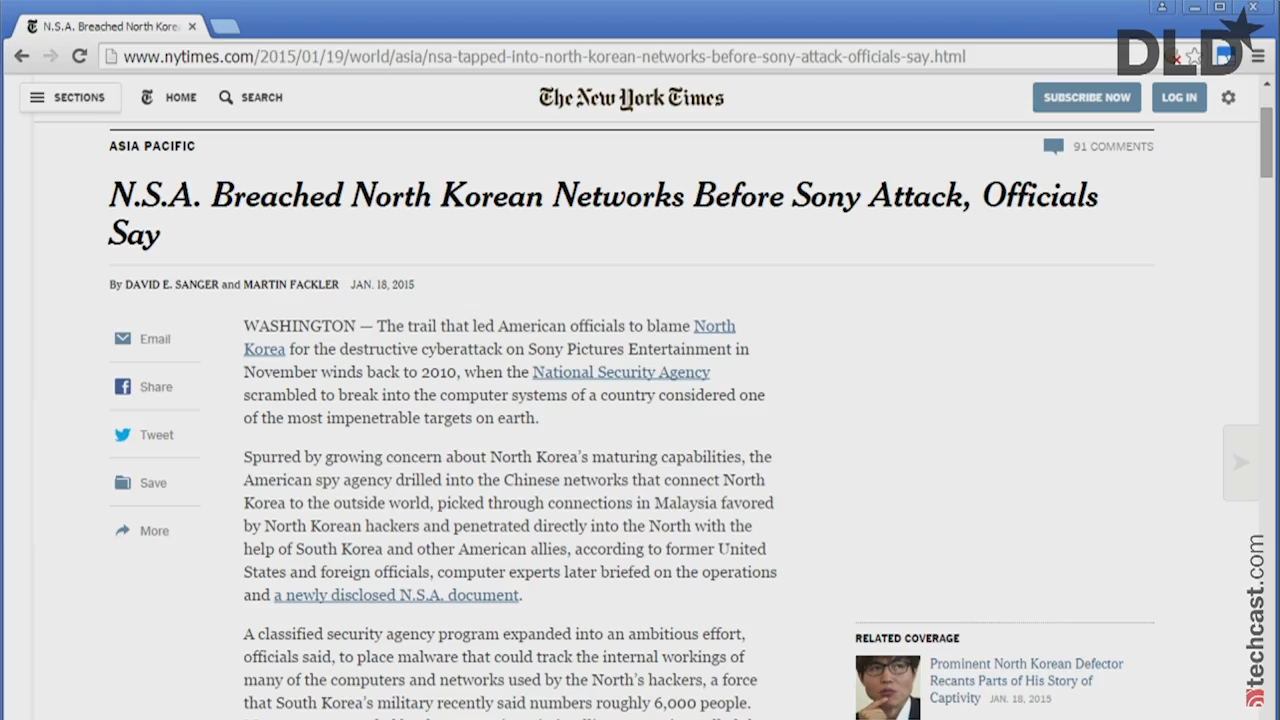 N.S.A. Breached North Kore
www.nytimes.com/2015/01/19/world/asia/nsa-tapped-into-north-korean-networks-before-sony-attack-officials-say.html
DLD
SECTIONS
HOME
SEARCH
The New York Times
SUBSCRIBE NOW
LOG IN
ASIA PACIFIC
91 COMMENTS
N.S.A. Breached North Korean Networks Before Sony Attack, Officials
Say
By DAVID E. SANGER and MARTIN FACKLER JAN. 18, 2015
Email
Share
Tweet
Save
More
WASHINGTON — The trail that led American officials to blame North
Korea for the destructive cyberattack on Sony Pictures Entertainment in
November winds back to 2010, when the National Security Agency
scrambled to break into the computer systems of a country considered one
of the most impenetrable targets on earth.
Spurred by growing concern about North Korea's maturing capabilities, the
American spy agency drilled into the Chinese networks that connect North
Korea to the outside world, picked through connections in Malaysia favored
by North Korean hackers and penetrated directly into the North with the
help of South Korea and other American allies, according to former United
States and foreign officials, computer experts later briefed on the operations
and a newly disclosed N.S.A. document.
A classified security agency program expanded into an ambitious effort,
officials said, to place malware that could track the internal workings of
many of the computers and networks used by the North's hackers, a force
that South Korea's military recently said numbers roughly 6,000 people.
RELATED COVERAGE
Prominent North Korean Defector
Recants Parts of His Story of
Captivity JAN. 18, 2015
techcast.com